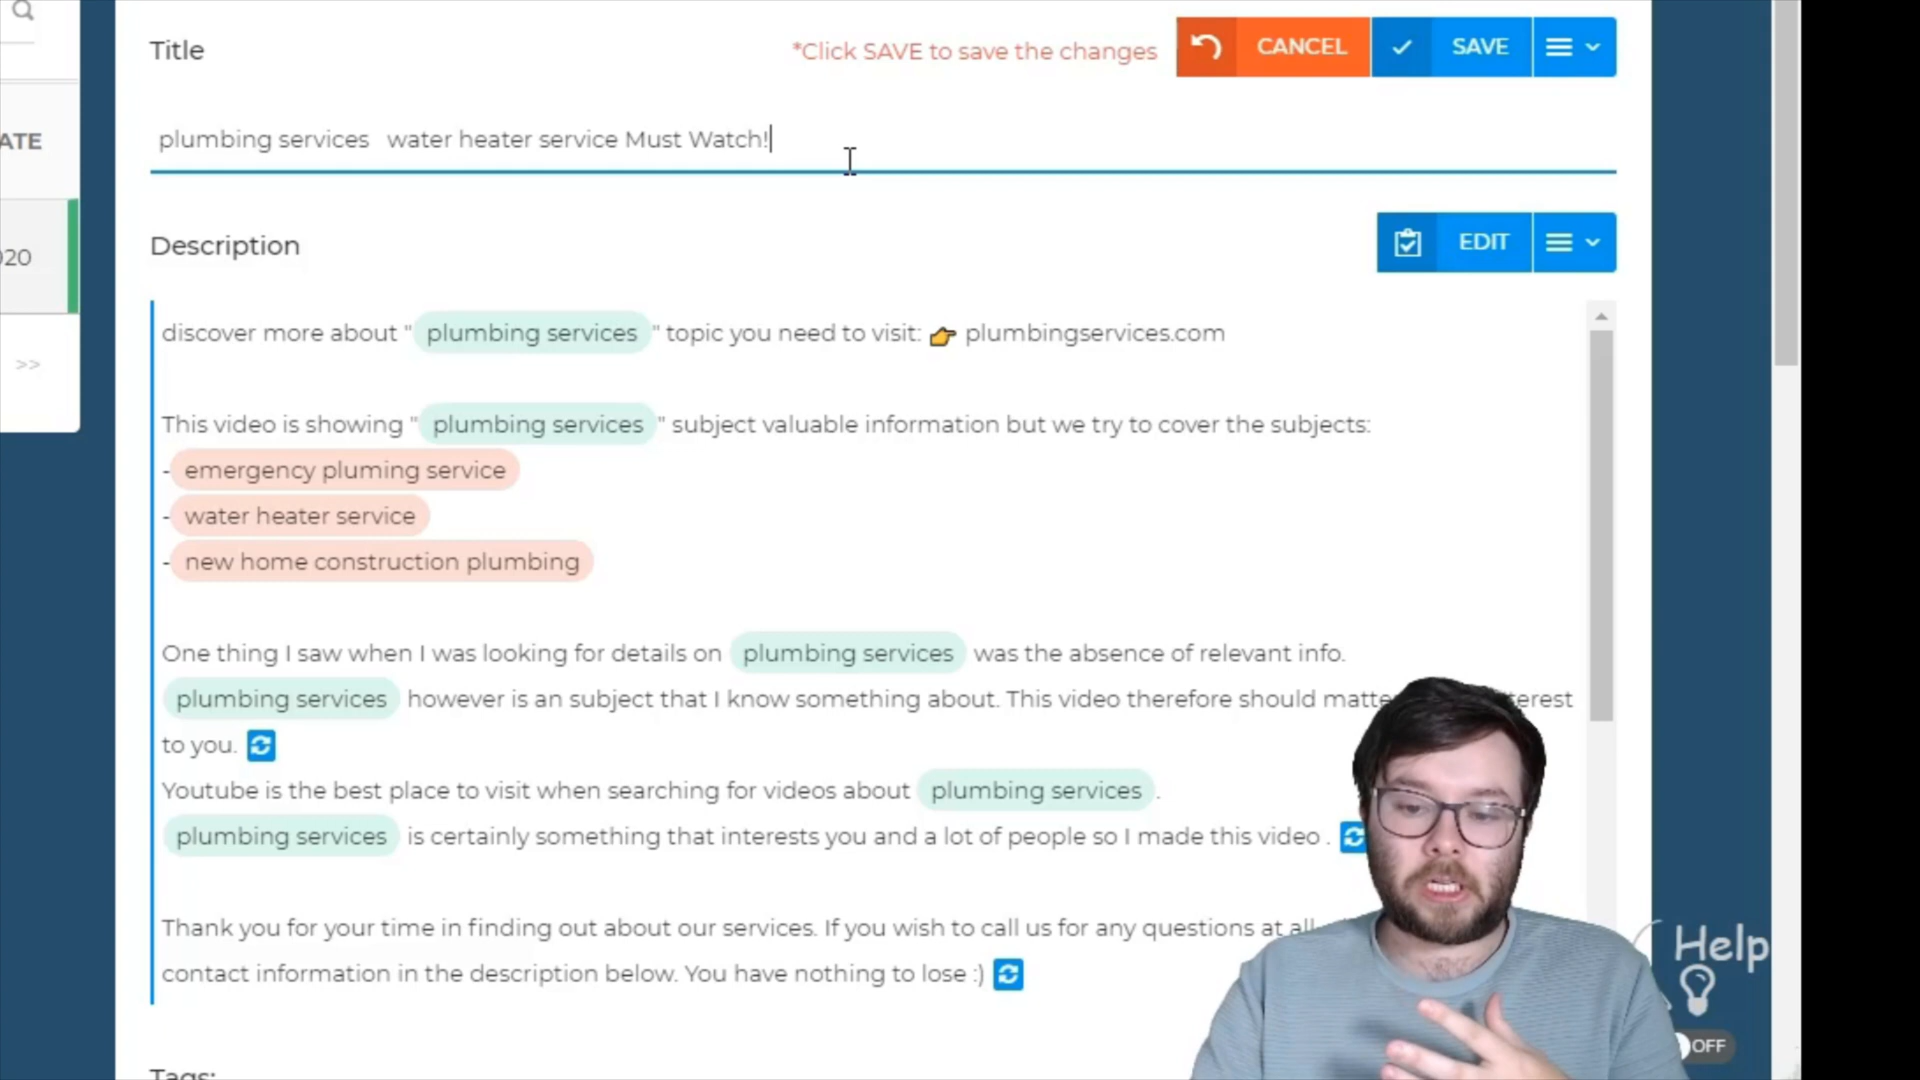 ATE
020
>>
Title
*Click SAVE to save the changes
CANCEL
SAVE
plumbing services water heater service Must Watch!
Description
EDIT
discover more about " plumbing services " topic you need to visit: 👉 plumbingservices.com
This video is showing " plumbing services " subject valuable information but we try to cover the subjects:
- emergency pluming service
- water heater service
- new home construction plumbing
One thing I saw when I was looking for details on plumbing services was the absence of relevant info.
plumbing services however is an subject that I know something about. This video therefore should
to you.
Youtube is the best place to visit when searching for videos about plumbing services .
plumbing services is certainly something that interests you and a lot of people so I made this video .
Thank you for your time in finding out about our services. If you wish to call us for any questions at all
contact information in the description below. You have nothing to lose :)
Help
OFF
Tags: